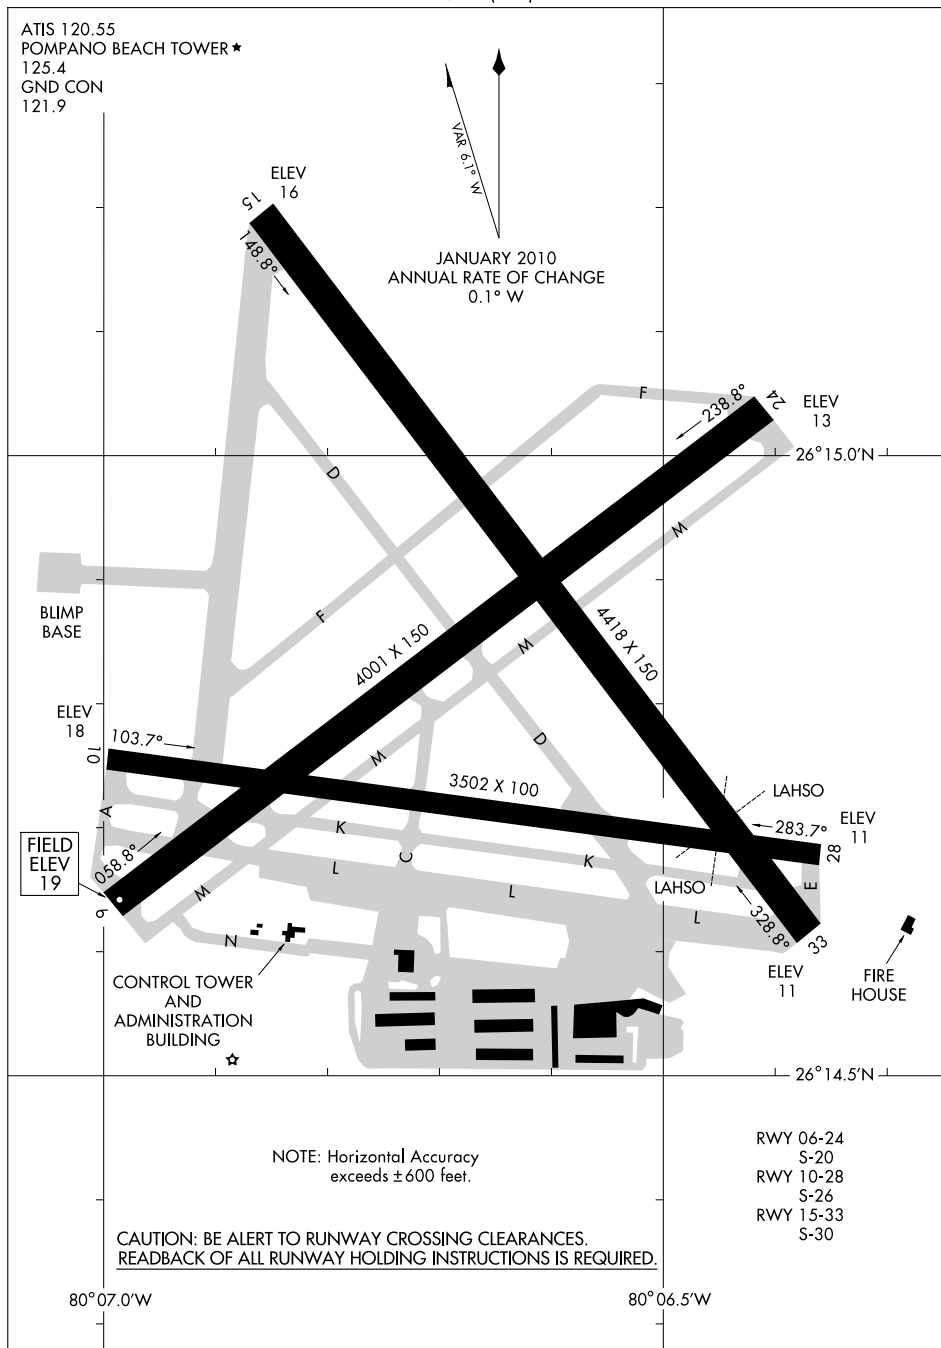 ATIS 120.55
POMPANO BEACH TOWER
125.4
GND CON
121.9
VAR 6.1° W
JANUARY 2010
ANNUAL RATE OF CHANGE
0.1° W
ELEV
16
15
148.8°
F
238.8°
24
ELEV
13
26°15.0'N
D
M
BLIMP
BASE
F
4001 X 150
M
4418 X 150
ELEV
18
10
103.7°
M
D
3502 X 100
LAHSO
A
K
283.7°
ELEV
11
28
FIELD
ELEV
19
058.8°
L
C
K
LAHSO
E
6
M
L
L
328.8°
33
N
ELEV
11
FIRE
HOUSE
CONTROL TOWER
AND
ADMINISTRATION
BUILDING
26°14.5'N
NOTE: Horizontal Accuracy
exceeds ±600 feet.
RWY 06-24
S-20
RWY 10-28
S-26
RWY 15-33
S-30
CAUTION: BE ALERT TO RUNWAY CROSSING CLEARANCES.
READBACK OF ALL RUNWAY HOLDING INSTRUCTIONS IS REQUIRED.
80°07.0'W
80°06.5'W